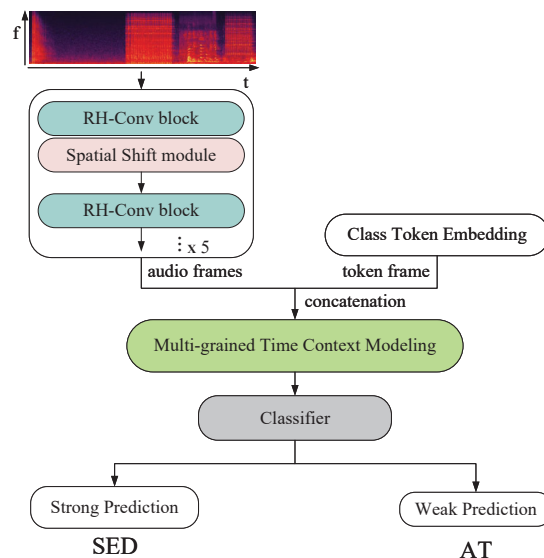 f
t
RH-Conv block
Spatial Shift module
RH-Conv block
⋮ x 5
Class Token Embedding
audio frames
token frame
concatenation
Multi-grained Time Context Modeling
Classifier
Strong Prediction
Weak Prediction
SED
AT